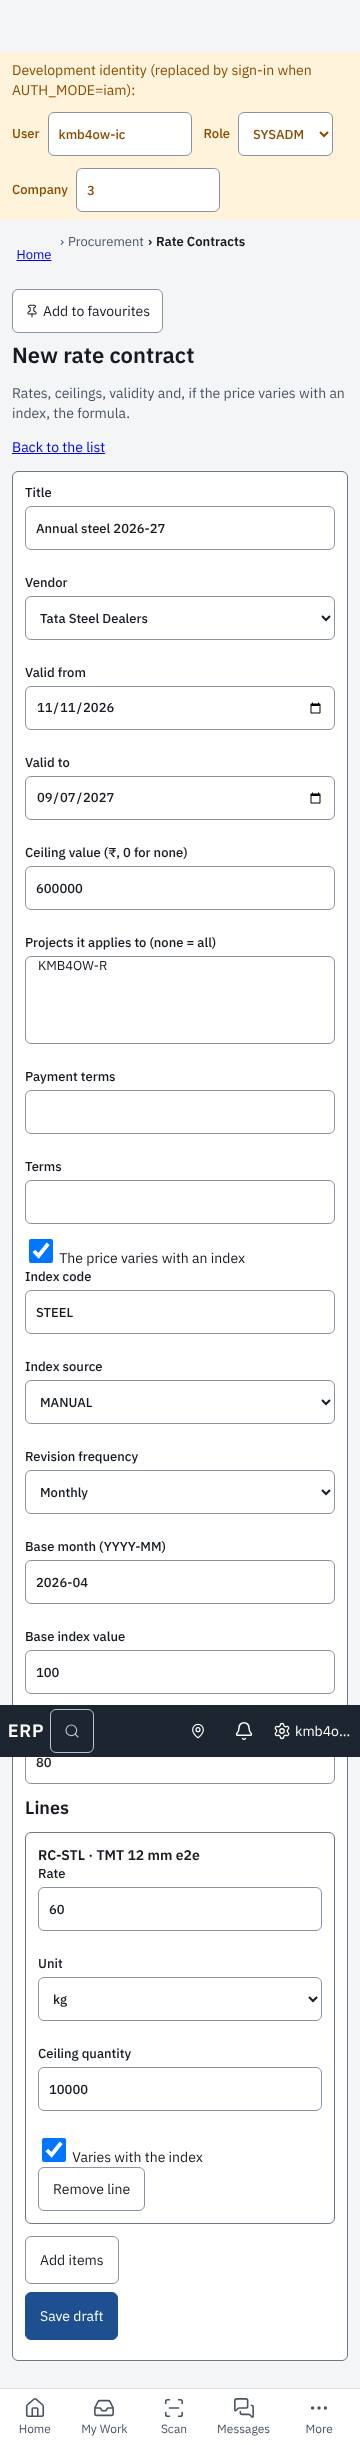 Development identity (replaced by sign-in when
AUTH_MODE=iam):
User kmb4ow-ic Role SYSADM
Company 3
Home › Procurement › Rate Contracts
Add to favourites
New rate contract
Rates, ceilings, validity and, if the price varies with an
index, the formula.
Back to the list
Title
Annual steel 2026-27
Vendor
Tata Steel Dealers
Valid from
11/11/2026
Valid to
09/07/2027
Ceiling value (₹, 0 for none)
600000
Projects it applies to (none = all)
KMB4OW-R
Payment terms
Terms
The price varies with an index
Index code
STEEL
Index source
MANUAL
Revision frequency
Monthly
Base month (YYYY-MM)
2026-04
Base index value
100
ERP kmb4o...
80
Lines
RC-STL · TMT 12 mm e2e
Rate
60
Unit
kg
Ceiling quantity
10000
Varies with the index
Remove line
Add items
Save draft
Home My Work Scan Messages More